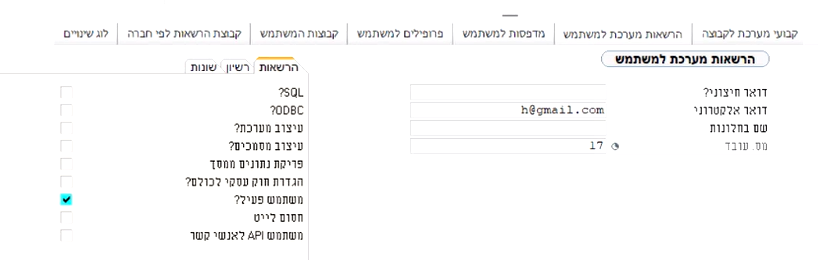 קבועי מערכת לקבוצה | הרשאות מערכת למשתמש | מדפסות למשתמש | פרופילים למשתמש | קבוצות המשתמש | קבוצת הרשאות לפי חברה | לוג שינויים
הרשאות מערכת למשתמש
דואר חיצוני?
דואר אלקטרוני h@gmail.com
שם בחלונות
מס. עובד 17
הרשאות רשיון שונות
SQL?
ODBC?
עיצוב מערכת?
עיצוב מסמכים?
פריקת נתונים ממסך
הגדרת חוק עסקי לכולם?
משתמש פעיל?
חסום לייט
משתמש API לאנשי קשר